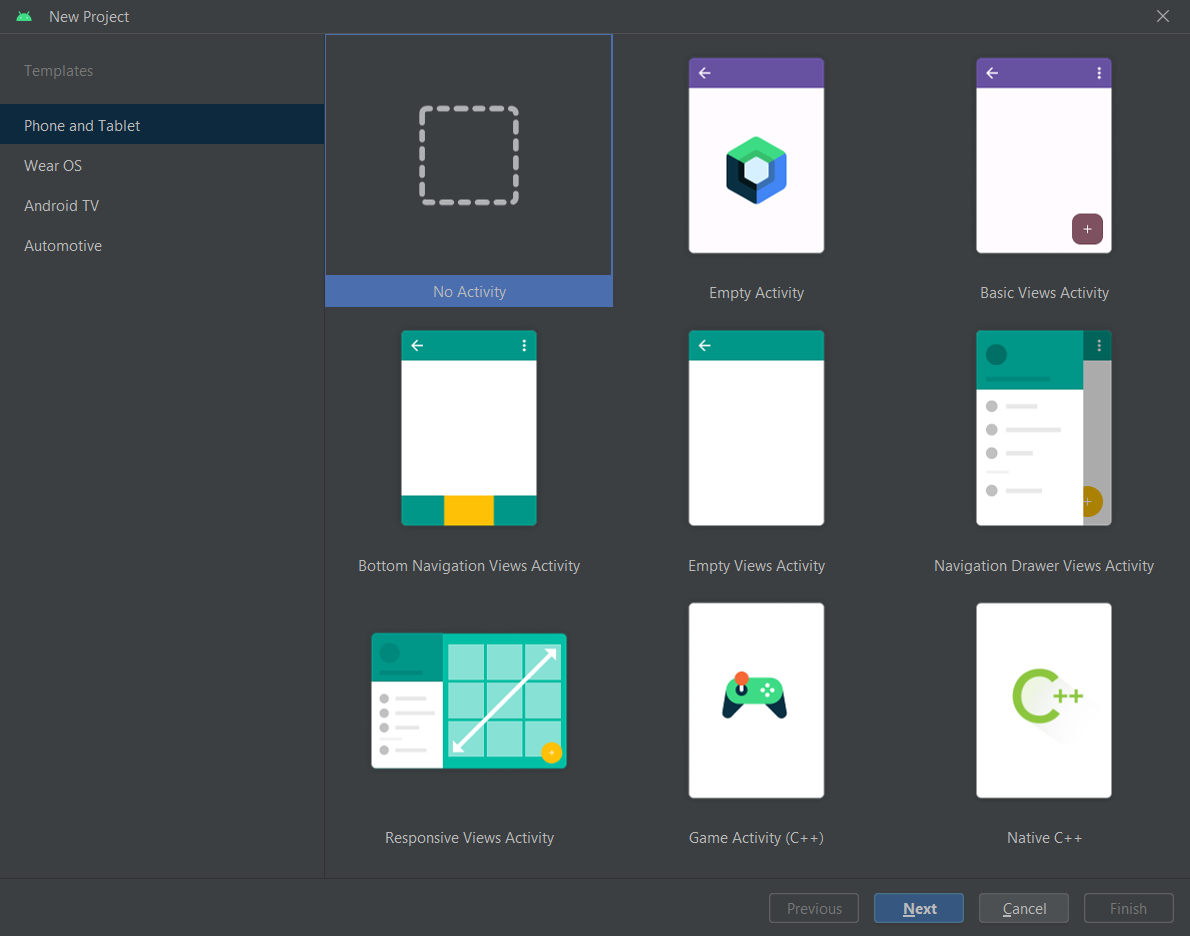 New Project
Templates
Phone and Tablet
Wear OS
Android TV
Automotive
No Activity
Empty Activity
Basic Views Activity
Bottom Navigation Views Activity
Empty Views Activity
Navigation Drawer Views Activity
Responsive Views Activity
Game Activity (C++)
C++
Native C++
Previous
Next
Cancel
Finish